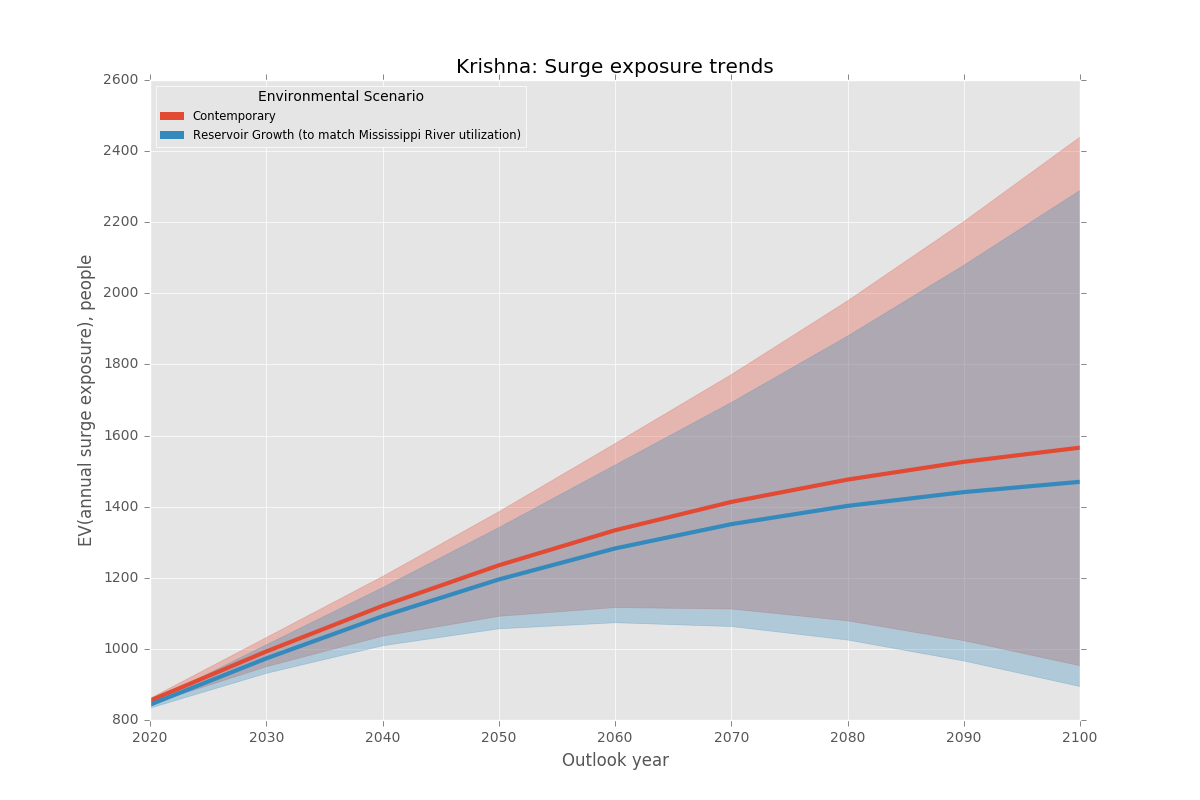 Krishna: Surge exposure trends
Environmental Scenario
Contemporary
Reservoir Growth (to match Mississippi River utilization)
EV(annual surge exposure), people
2600
2400
2200
2000
1800
1600
1400
1200
1000
800
2020 2030 2040 2050 2060 2070 2080 2090 2100
Outlook year